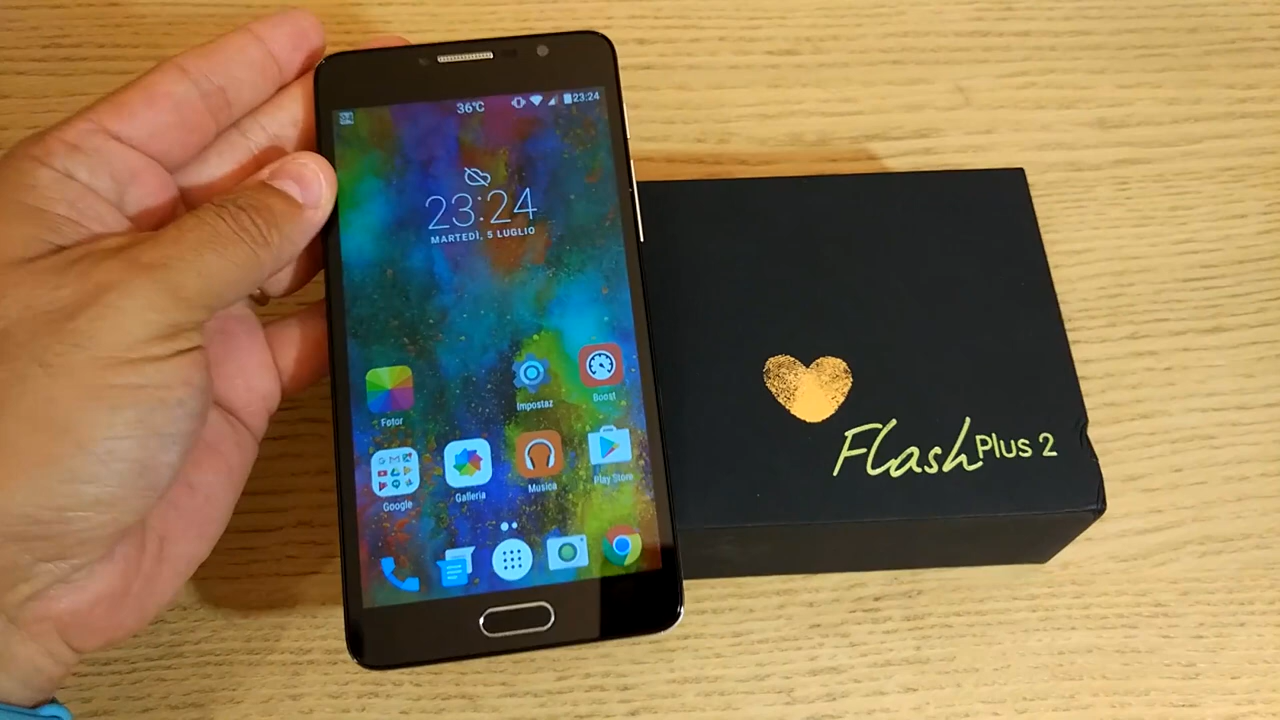 36°C
23:24
23:24
MARTEDÌ, 5 LUGLIO
Fotor
Impostaz
Boost
Google
Galleria
Musica
Play Store
Flash Plus 2